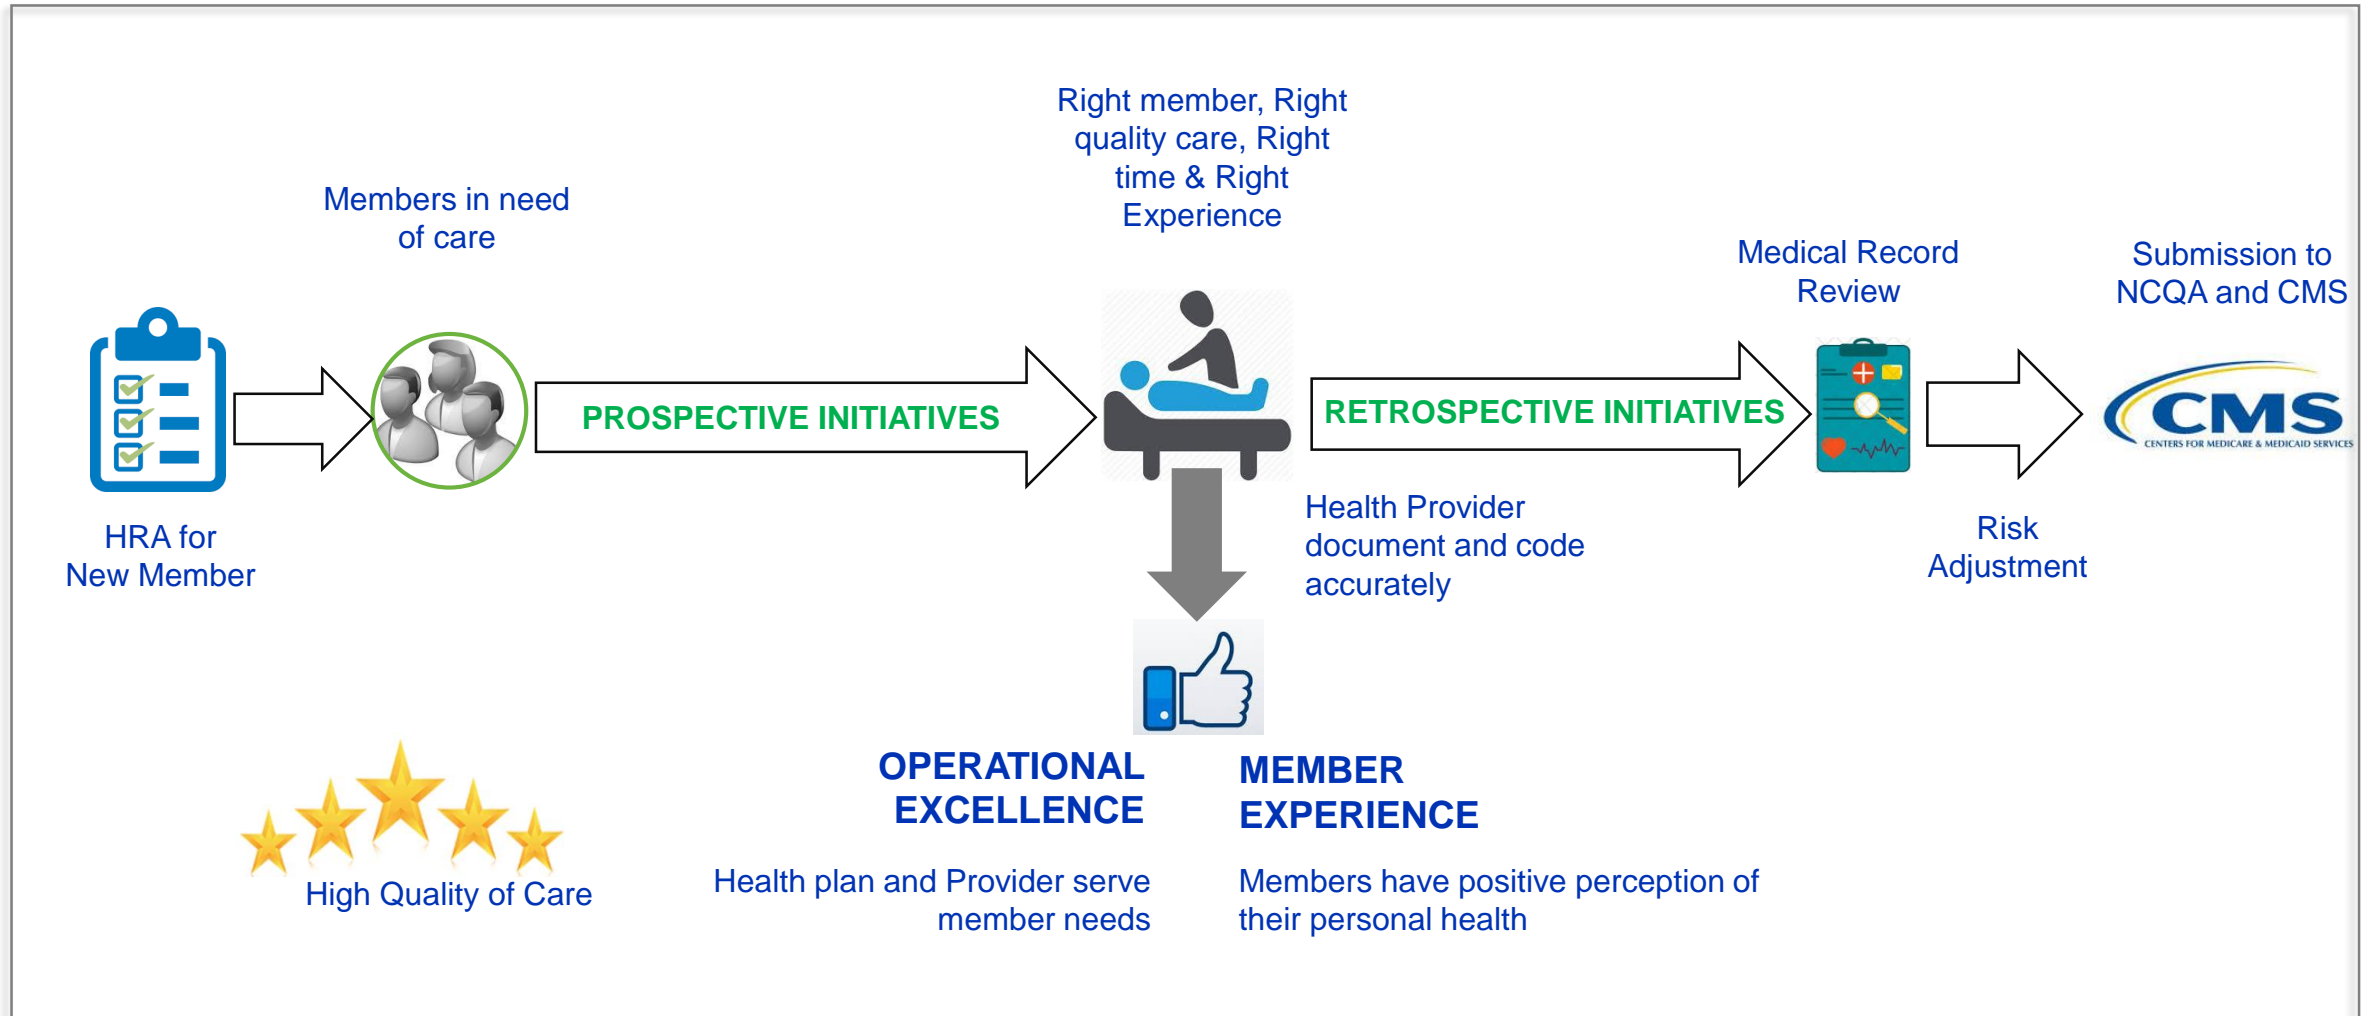 Right member, Right
quality care, Right
time & Right
Experience
Members in need
of care
Medical Record
Review
Submission to
NCQA and CMS
PROSPECTIVE INITIATIVES
RETROSPECTIVE INITIATIVES
CMS
CENTERS FOR MEDICARE & MEDICAID SERVICES
HRA for
New Member
Health Provider
document and code
accurately
Risk
Adjustment
OPERATIONAL
EXCELLENCE
MEMBER
EXPERIENCE
High Quality of Care
Health plan and Provider serve
member needs
Members have positive perception of
their personal health